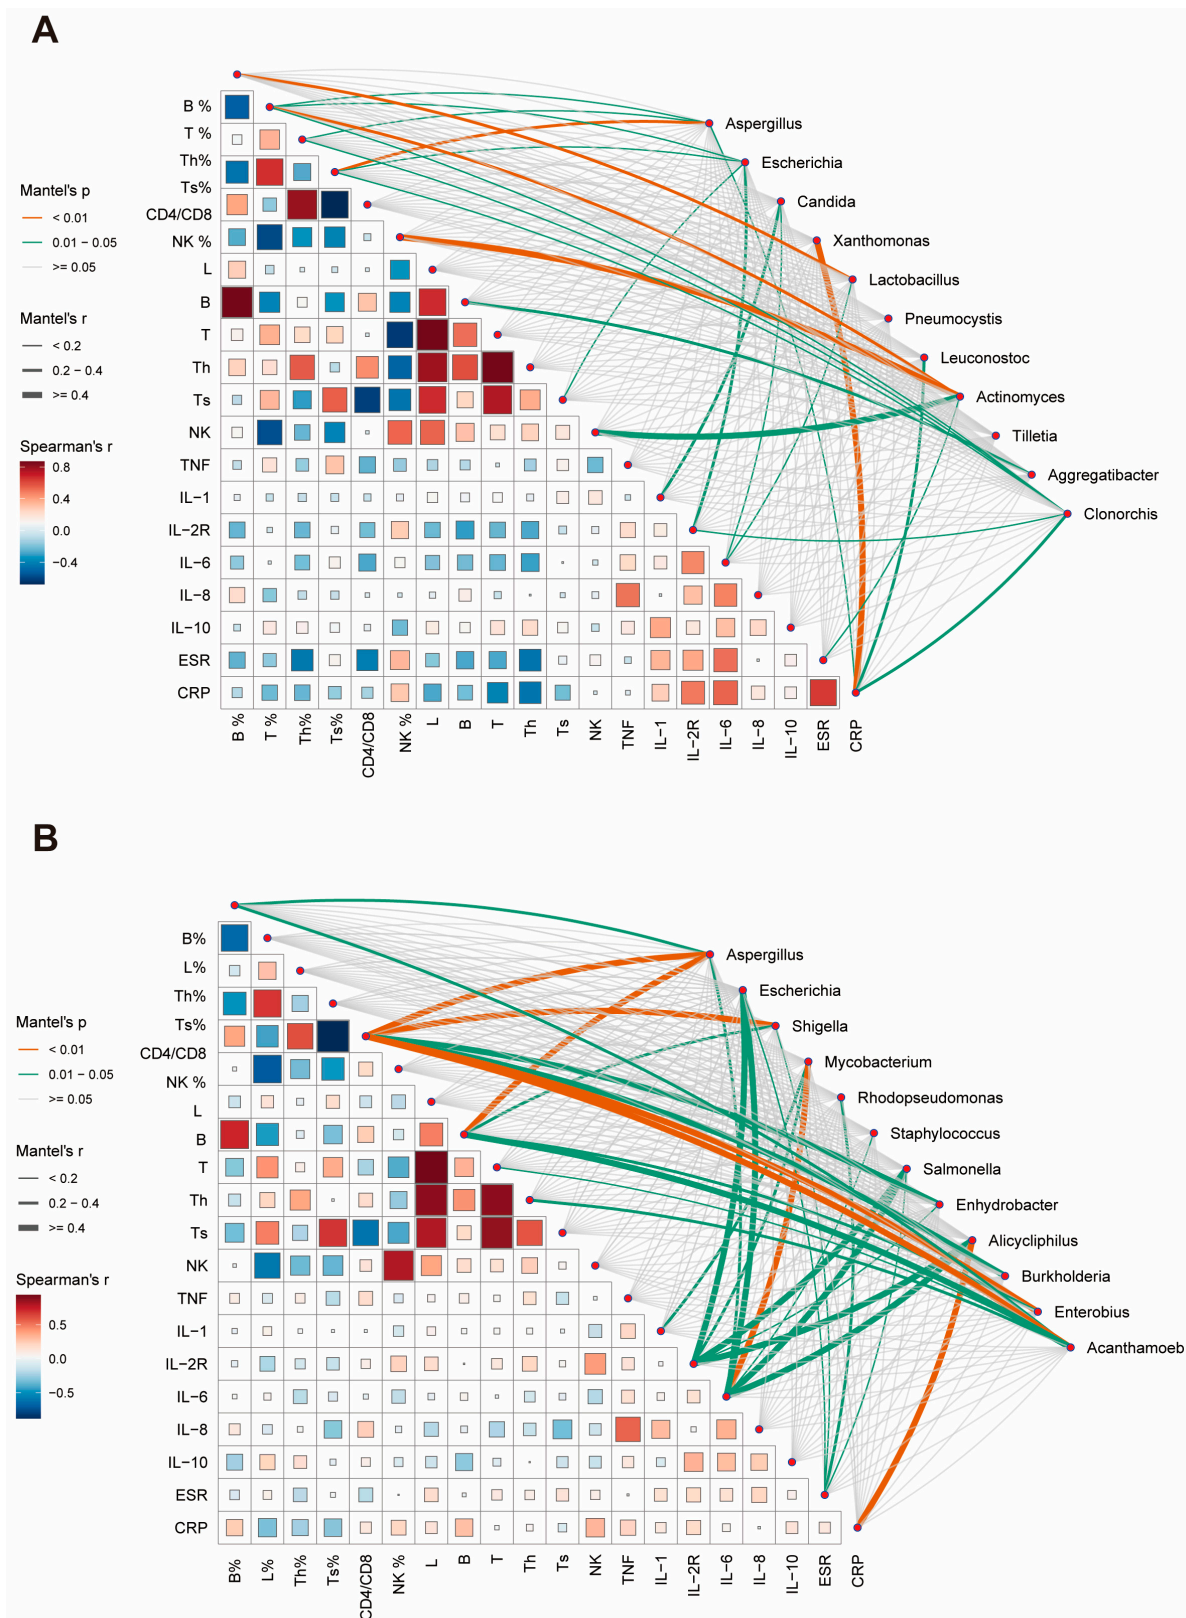 A
B %
T %
Th%
Ts%
CD4/CD8
NK %
L
B
T
Th
Ts
NK
TNF
IL−1
IL−2R
IL−6
IL−8
IL−10
ESR
CRP
B %
T %
Th%
Ts%
CD4/CD8
NK %
L
B
T
Th
Ts
NK
TNF
IL−1
IL−2R
IL−6
IL−8
IL−10
ESR
CRP
Aspergillus
Escherichia
Candida
Xanthomonas
Lactobacillus
Pneumocystis
Leuconostoc
Actinomyces
Tilletia
Aggregatibacter
Clonorchis
Mantel's p
< 0.01
0.01 − 0.05
>= 0.05
Mantel's r
< 0.2
0.2 − 0.4
>= 0.4
Spearman's r
0.8
0.4
0.0
−0.4
B
B%
L%
Th%
Ts%
CD4/CD8
NK %
L
B
T
Th
Ts
NK
TNF
IL−1
IL−2R
IL−6
IL−8
IL−10
ESR
CRP
B%
L%
Th%
Ts%
CD4/CD8
NK %
L
B
T
Th
Ts
NK
TNF
IL−1
IL−2R
IL−6
IL−8
IL−10
ESR
CRP
Aspergillus
Escherichia
Shigella
Mycobacterium
Rhodopseudomonas
Staphylococcus
Salmonella
Enhydrobacter
Alicycliphilus
Burkholderia
Enterobius
Acanthamoeb
Mantel's p
< 0.01
0.01 − 0.05
>= 0.05
Mantel's r
< 0.2
0.2 − 0.4
>= 0.4
Spearman's r
0.5
0.0
−0.5